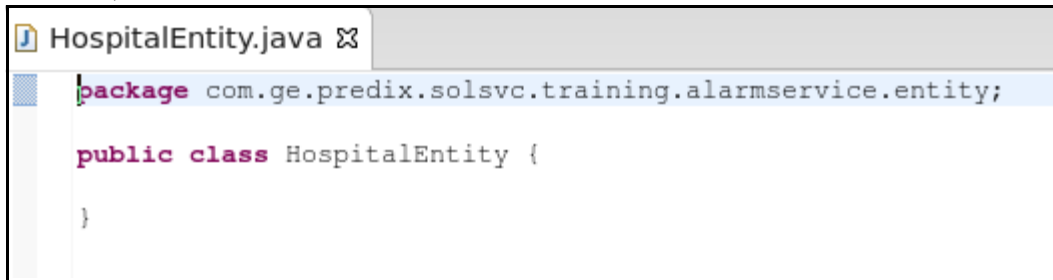 HospitalEntity.java
package com.ge.predix.solsvc.training.alarmservice.entity;
public class HospitalEntity {
}